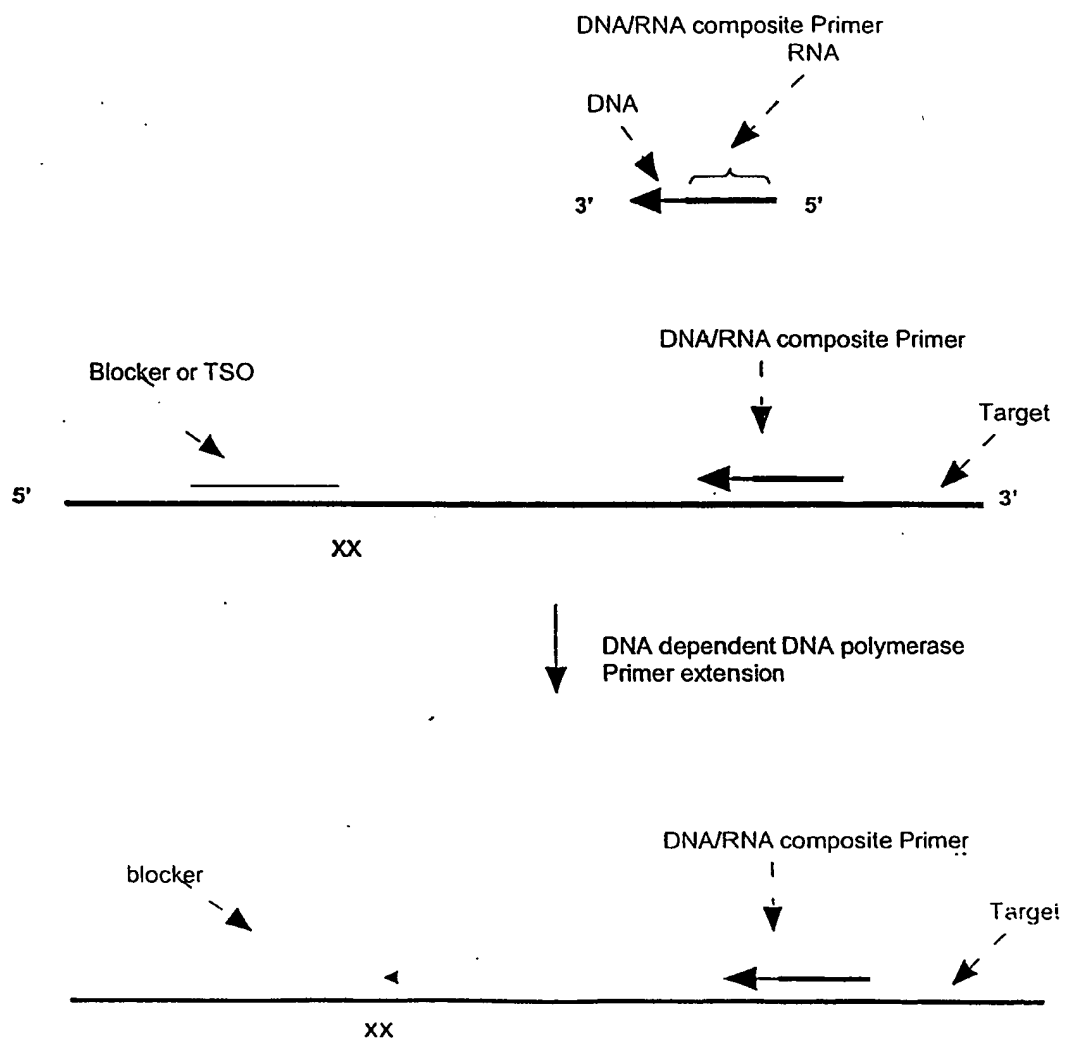 DNA/RNA composite Primer
RNA
DNA
3' 5'
DNA/RNA composite Primer
Blocker or TSO
Target
5' 3'
XX
DNA dependent DNA polymerase
Primer extension
DNA/RNA composite Primer
blocker
Target
XX